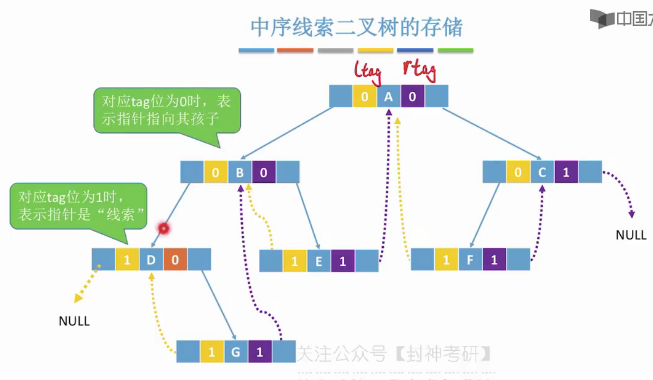 中国大
中序线索二叉树的存储
ltag rtag
0 A 0
对应tag位为0时，表
示指针指向其孩子
0 B 0
0 C 1
对应tag位为1时，
表示指针是“线索”
NULL
1 D 0
1 E 1
1 F 1
NULL
1 G 1
关注公众号【封神考研】